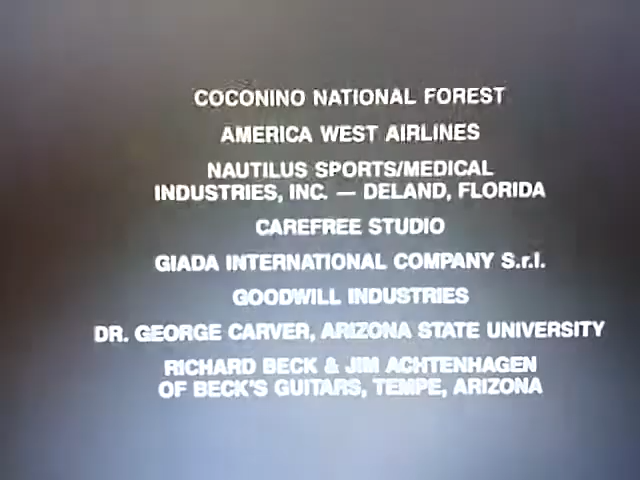 COCONINO NATIONAL FOREST
AMERICA WEST AIRLINES
NAUTILUS SPORTS/MEDICAL
INDUSTRIES, INC. — DELAND, FLORIDA
CAREFREE STUDIO
GIADA INTERNATIONAL COMPANY S.r.l.
GOODWILL INDUSTRIES
DR. GEORGE CARVER, ARIZONA STATE UNIVERSITY
RICHARD BECK & JIM ACHTENHAGEN
OF BECK'S GUITARS, TEMPE, ARIZONA